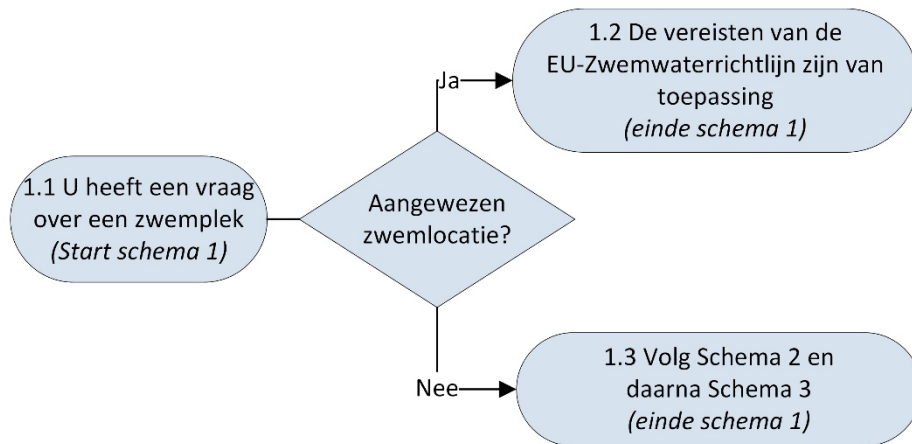 1.1 U heeft een vraag
over een zwemplek
(Start schema 1)
Aangewezen
zwemlocatie?
Ja
1.2 De vereisten van de
EU-Zwemwaterrichtlijn zijn van
toepassing
(einde schema 1)
Nee
1.3 Volg Schema 2 en
daarna Schema 3
(einde schema 1)